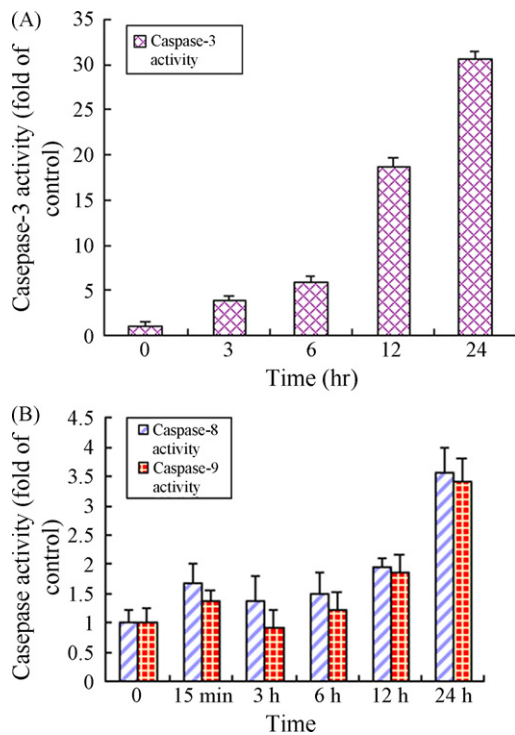 (A)
Caspase-3
activity
Casepase-3 activity (fold of
control)
35
30
25
20
15
10
5
0
0 3 6 12 24
Time (hr)
(B)
Caspase-8
activity
Caspase-9
activity
Casepase activity (fold of
control)
4.5
4
3.5
3
2.5
2
1.5
1
0.5
0
0 15 min 3 h 6 h 12 h 24 h
Time